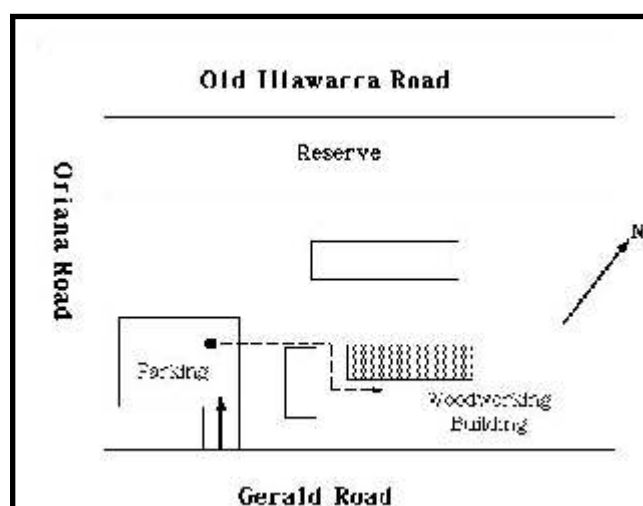 Old Illawarra Road
Reserve
Oriana Road
N
Parking
Woodworking
Building
Gerald Road